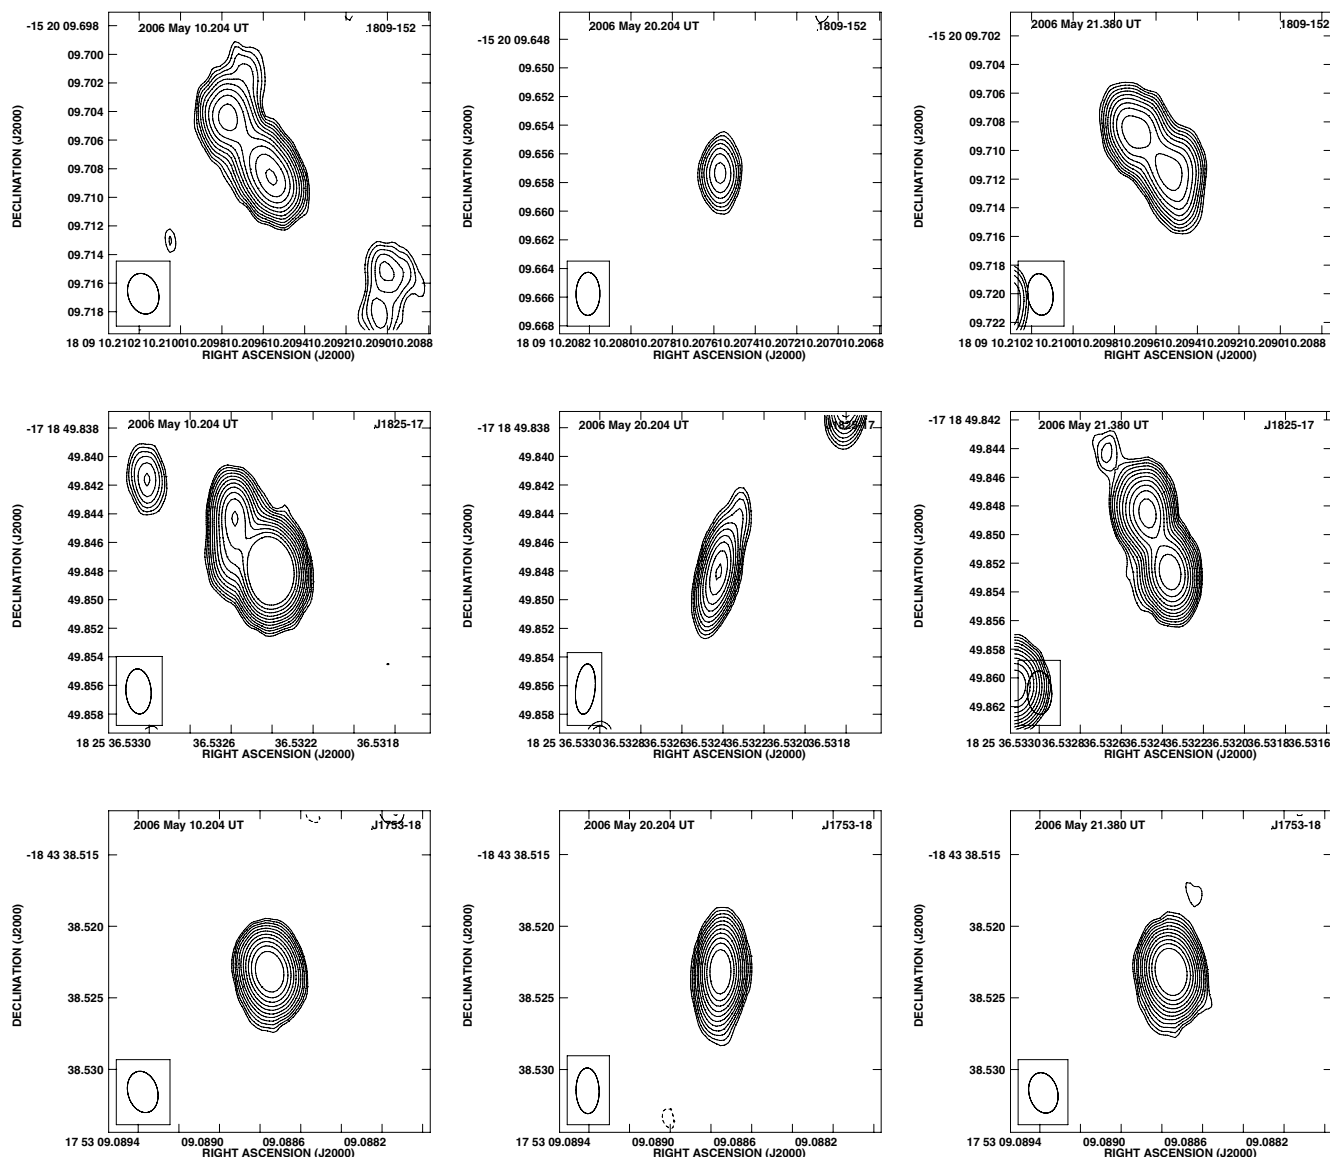 2006 May 10.204 UT
1809-152
-15 20 09.698
09.700
09.702
09.704
09.706
09.708
09.710
09.712
09.714
09.716
09.718
DECLINATION (J2000)
18 09 10.2102 10.2100 10.2098 10.2096 10.2094 10.2092 10.2090 10.2088
RIGHT ASCENSION (J2000)
2006 May 20.204 UT
1809-152
-15 20 09.648
09.650
09.652
09.654
09.656
09.658
09.660
09.662
09.664
09.666
09.668
DECLINATION (J2000)
18 09 10.2082 10.2080 10.2078 10.2076 10.2074 10.2072 10.2070 10.2068
RIGHT ASCENSION (J2000)
2006 May 21.380 UT
1809-152
-15 20 09.702
09.704
09.706
09.708
09.710
09.712
09.714
09.716
09.718
09.720
09.722
DECLINATION (J2000)
18 09 10.2102 10.2100 10.2098 10.2096 10.2094 10.2092 10.2090 10.2088
RIGHT ASCENSION (J2000)
2006 May 10.204 UT
J1825-17
-17 18 49.838
49.840
49.842
49.844
49.846
49.848
49.850
49.852
49.854
49.856
49.858
DECLINATION (J2000)
18 25 36.5330 36.5326 36.5322 36.5318
RIGHT ASCENSION (J2000)
2006 May 20.204 UT
J1825-17
-17 18 49.838
49.840
49.842
49.844
49.846
49.848
49.850
49.852
49.854
49.856
49.858
DECLINATION (J2000)
18 25 36.5330 36.5328 36.5326 36.5324 36.5322 36.5320 36.5318
RIGHT ASCENSION (J2000)
2006 May 21.380 UT
J1825-17
-17 18 49.842
49.844
49.846
49.848
49.850
49.852
49.854
49.856
49.858
49.860
49.862
DECLINATION (J2000)
18 25 36.5330 36.5328 36.5326 36.5324 36.5322 36.5320 36.5318 36.5316
RIGHT ASCENSION (J2000)
2006 May 10.204 UT
J1753-18
-18 43 38.515
38.520
38.525
38.530
DECLINATION (J2000)
17 53 09.0894 09.0890 09.0886 09.0882
RIGHT ASCENSION (J2000)
2006 May 20.204 UT
J1753-18
-18 43 38.515
38.520
38.525
38.530
DECLINATION (J2000)
17 53 09.0894 09.0890 09.0886 09.0882
RIGHT ASCENSION (J2000)
2006 May 21.380 UT
J1753-18
-18 43 38.515
38.520
38.525
38.530
DECLINATION (J2000)
17 53 09.0894 09.0890 09.0886 09.0882
RIGHT ASCENSION (J2000)